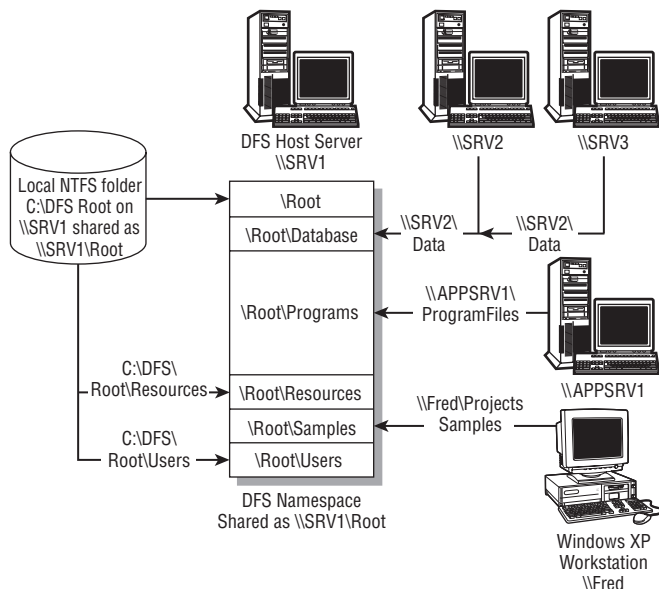 DFS Host Server
\\SRV1
\\SRV2
\\SRV3
Local NTFS folder
C:\DFS Root on
\\SRV1 shared as
\\SRV1\Root
\Root
\Root\Database
\\SRV2\
Data
\\SRV2\
Data
\Root\Programs
\\APPSRV1\
ProgramFiles
\\APPSRV1
C:\DFS\
Root\Resources
\Root\Resources
\\Fred\Projects
Samples
\Root\Samples
C:\DFS\
Root\Users
\Root\Users
DFS Namespace
Shared as \\SRV1\Root
Windows XP
Workstation
\\Fred